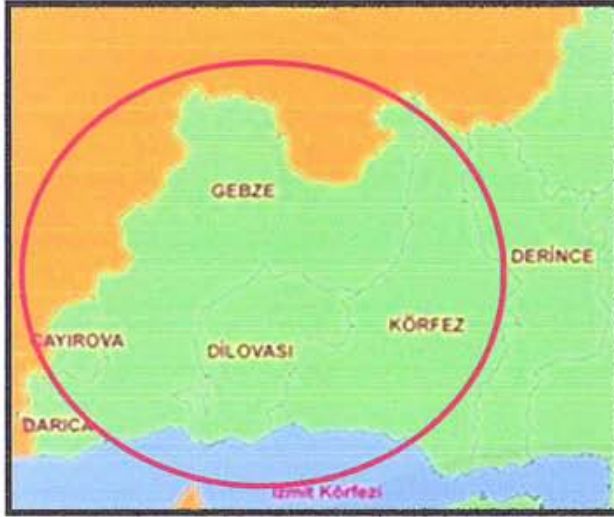 GEBZE
DERİNCE
KÖRFEZ
ÇAYIROVA
DİLOVASI
DARICA
İzmit Körfezi